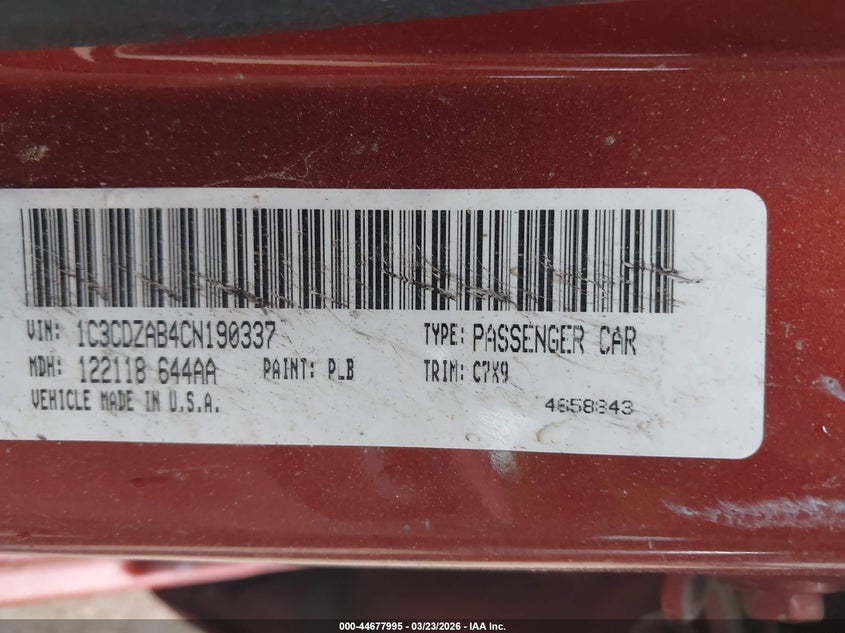 VIN: 1C3CDZAB4CN190337 TYPE: PASSENGER CAR
MDH: 122118 644AA PAINT: PLB TRIM: C7X9
VEHICLE MADE IN U.S.A. 4658843
000-44677995 - 03/23/2026 - IAA Inc.